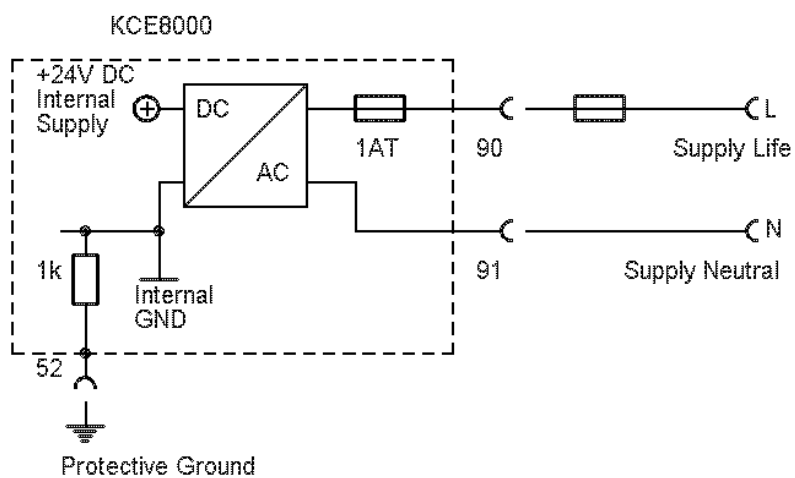 KCE8000
+24V DC
Internal
Supply
DC
AC
1AT
90
L
Supply Life
N
91
Supply Neutral
1k
Internal
GND
52
Protective Ground